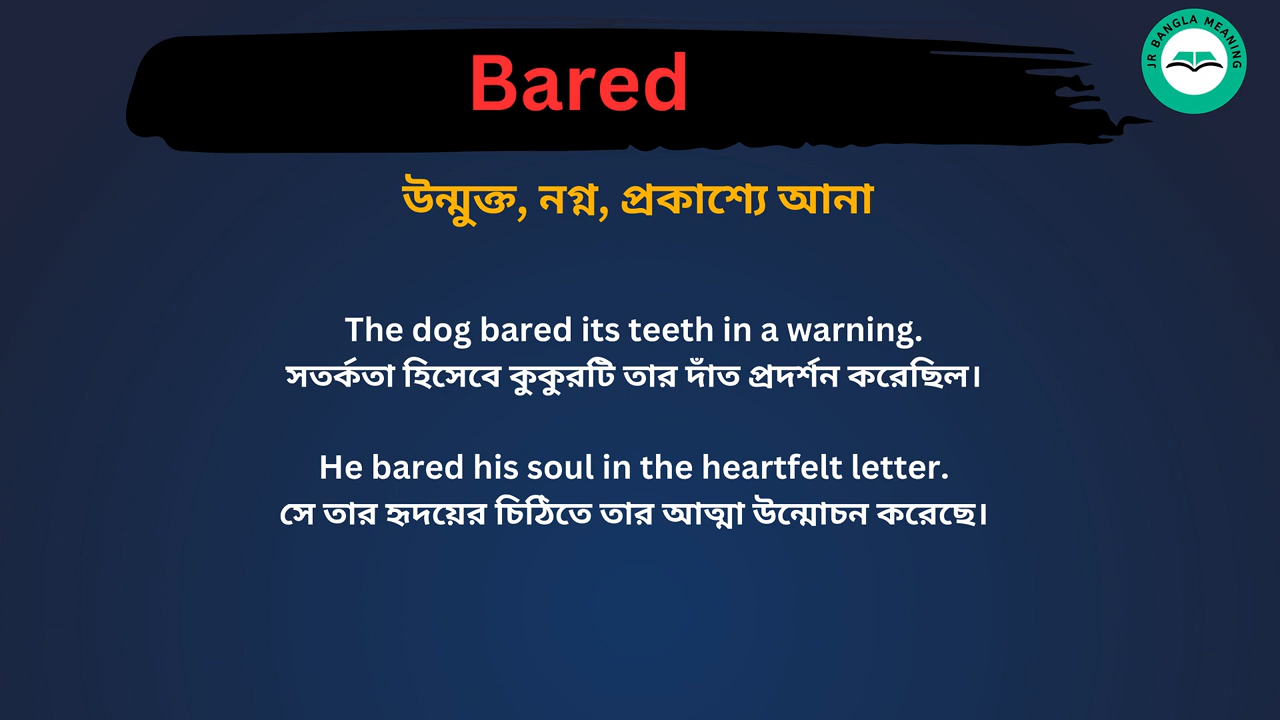 Bared
JR BANGLA MEANING
উন্মুক্ত, নগ্ন, প্রকাশ্যে আনা
The dog bared its teeth in a warning.
সতর্কতা হিসেবে কুকুরটি তার দাঁত প্রদর্শন করেছিল।
He bared his soul in the heartfelt letter.
সে তার হৃদয়ের চিঠিতে তার আত্মা উন্মোচন করেছে।